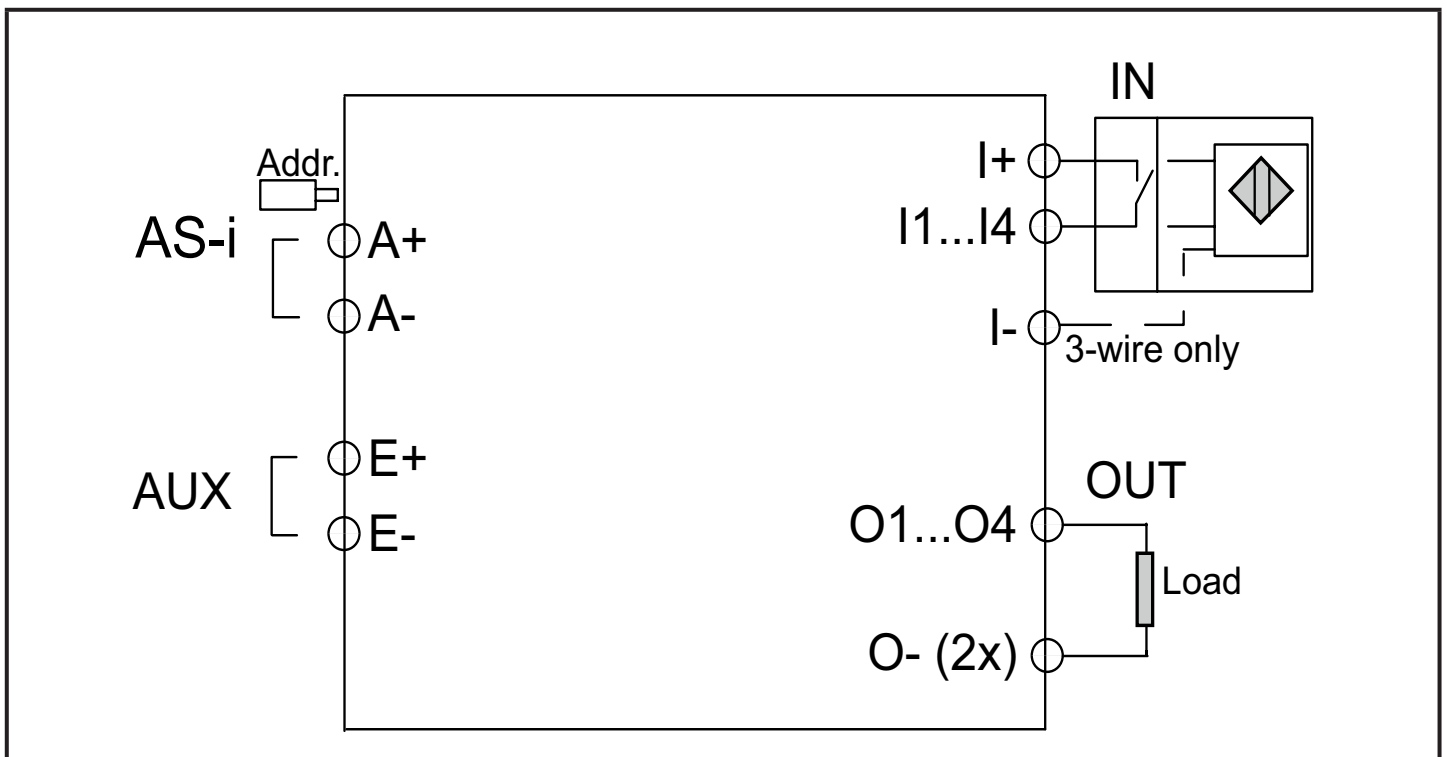 IN
Addr.
I+
AS-i
A+
I1...I4
A-
I-
3-wire only
E+
AUX
OUT
E-
O1...O4
Load
O- (2x)